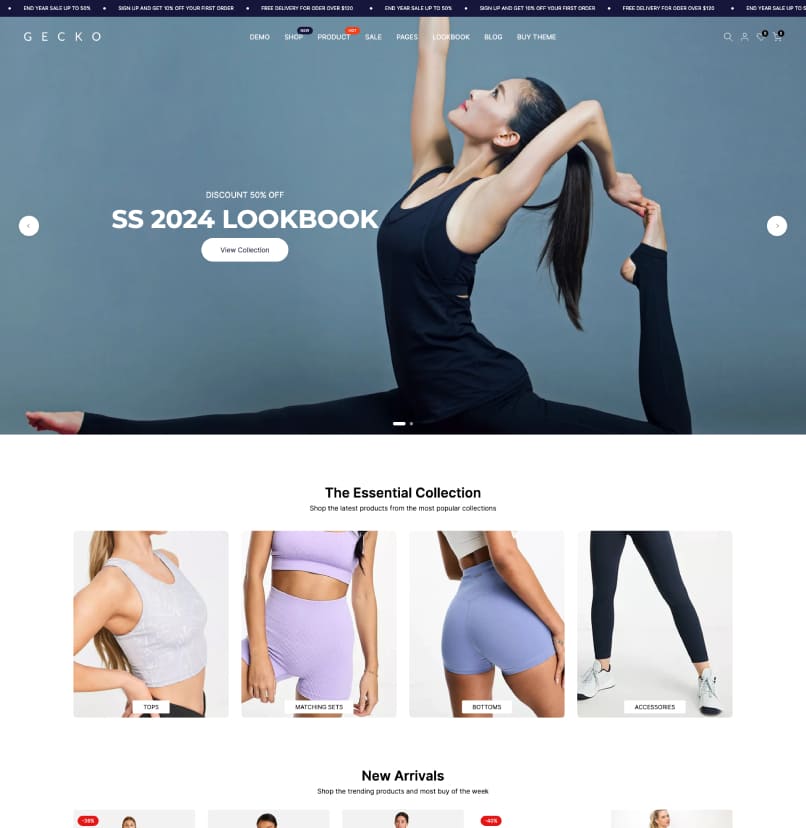 END YEAR SALE UP TO 50% • SIGN UP AND GET 10% OFF YOUR FIRST ORDER • FREE DELIVERY FOR ODER OVER $120 • END YEAR SALE UP TO 50% • SIGN UP AND GET 10% OFF YOUR FIRST ORDER • FREE DELIVERY FOR ODER OVER $120 • END YEAR SALE UP TO 5
GECKO
DEMO SHOP NEW PRODUCT HOT SALE PAGES LOOKBOOK BLOG BUY THEME
0 0
DISCOUNT 50% OFF
SS 2024 LOOKBOOK
View Collection
The Essential Collection
Shop the latest products from the most popular collections
TOPS MATCHING SETS BOTTOMS ACCESSORIES
New Arrivals
Shop the trending products and most buy of the week